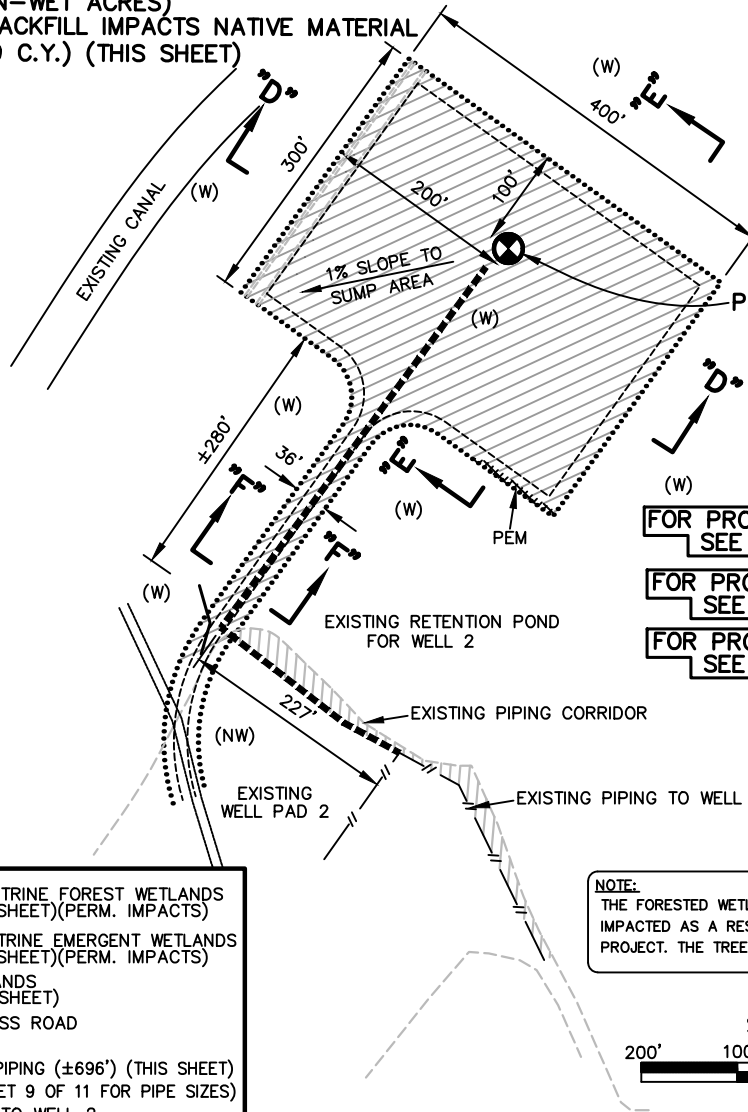 N-WET ACRES)
ACKFILL IMPACTS NATIVE MATERIAL
C.Y.) (THIS SHEET)
"D"
(W)
"E"
400'
300'
(W)
EXISTING CANAL
200'
100'
1% SLOPE TO
SUMP AREA
(W)
P
"D"
±280'
(W)
36'
"E"
(W)
(W)
"F"
PEM
"F"
(W)
FOR PRO
SEE
FOR PRO
SEE
FOR PRO
SEE
EXISTING RETENTION POND
FOR WELL 2
227'
EXISTING PIPING CORRIDOR
(NW)
EXISTING
WELL PAD 2
EXISTING PIPING TO WELL
TRINE FOREST WETLANDS
SHEET)(PERM. IMPACTS)
TRINE EMERGENT WETLANDS
SHEET)(PERM. IMPACTS)
ANDS
SHEET)
SS ROAD
PIPING (±696') (THIS SHEET)
ET 9 OF 11 FOR PIPE SIZES)
NOTE:
THE FORESTED WETL
IMPACTED AS A RES
PROJECT. THE TREE
200'
100